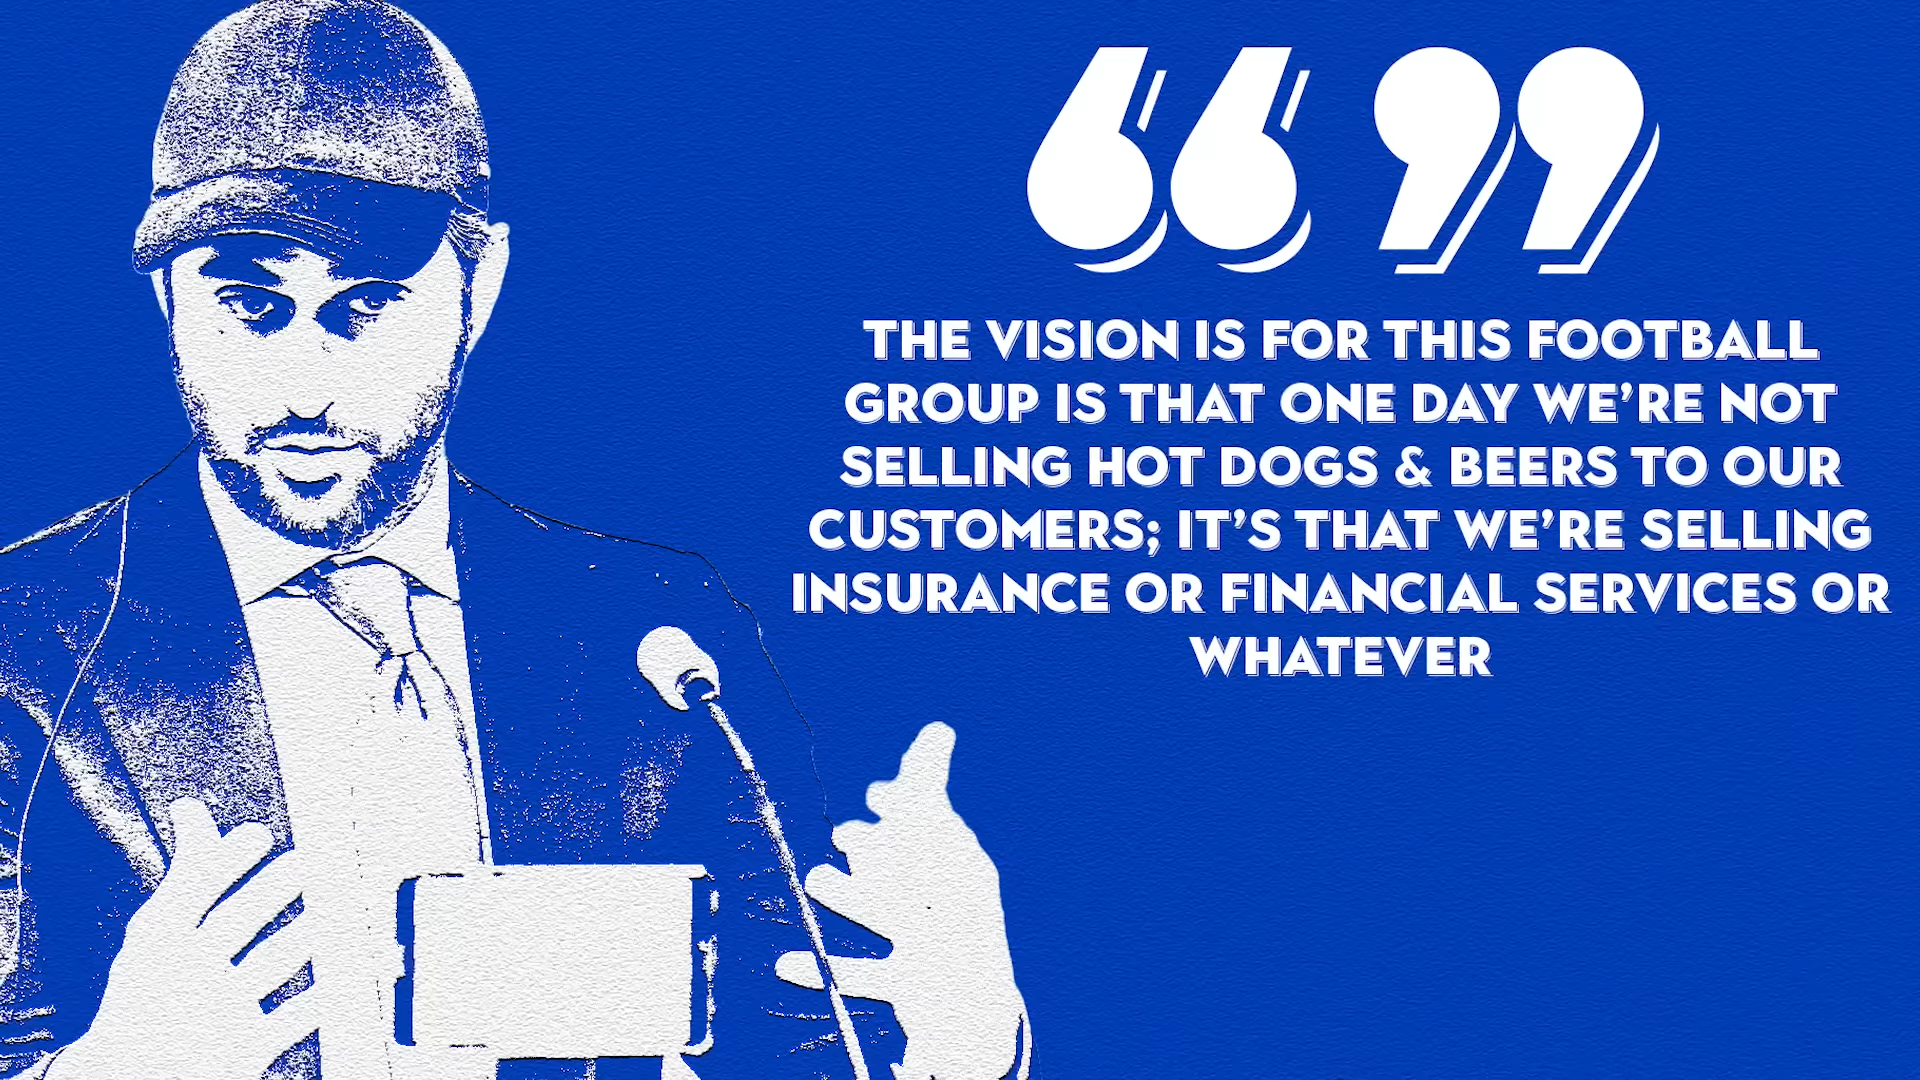 “ ”
THE VISION IS FOR THIS FOOTBALL
GROUP IS THAT ONE DAY WE’RE NOT
SELLING HOT DOGS & BEERS TO OUR
CUSTOMERS; IT’S THAT WE’RE SELLING
INSURANCE OR FINANCIAL SERVICES OR
WHATEVER